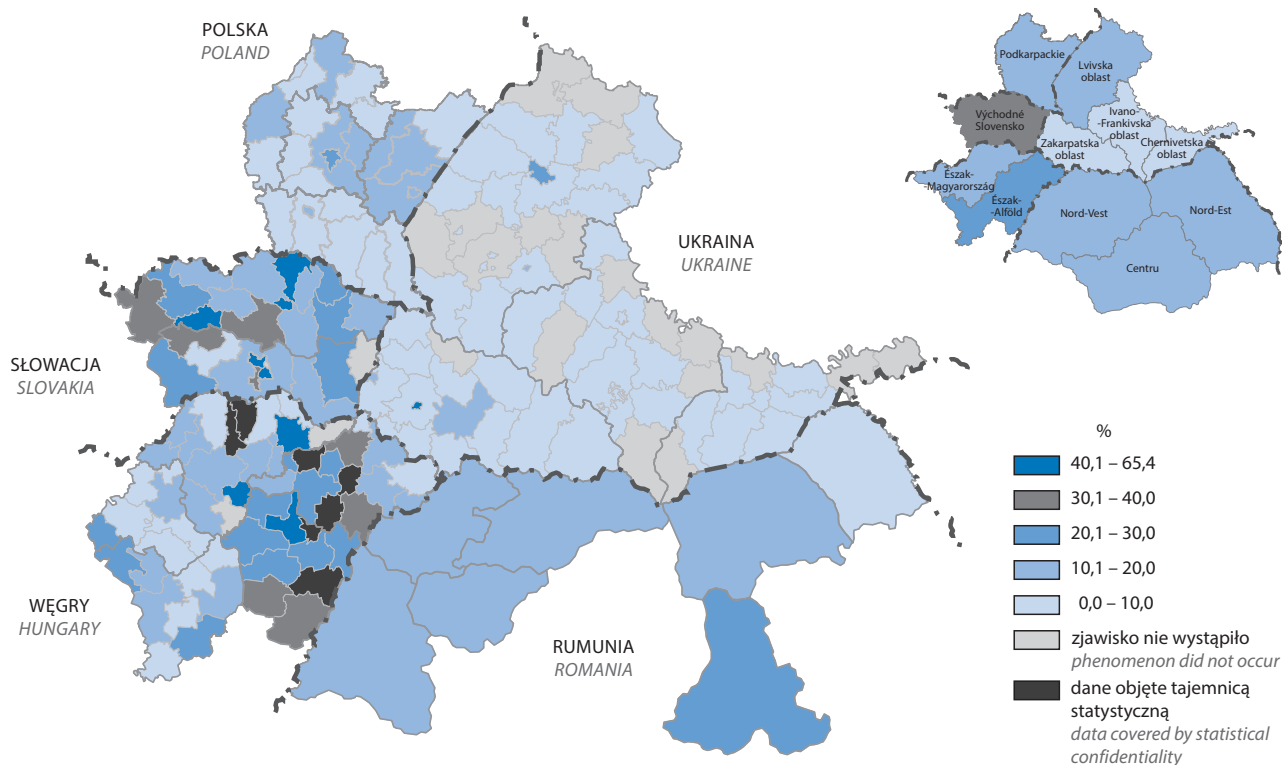 POLSKA
POLAND
UKRAINA
UKRAINE
SŁOWACJA
SLOVAKIA
WĘGRY
HUNGARY
RUMUNIA
ROMANIA
Podkarpackie
Lvivska
oblast
Východné
Slovensko
Ivano-
-Frankivska
oblast
Zakarpatska
oblast
Chernivetska
oblast
Észak-
-Magyarország
Észak-
-Alföld
Nord-Vest
Nord-Est
Centru
%
40,1 – 65,4
30,1 – 40,0
20,1 – 30,0
10,1 – 20,0
0,0 – 10,0
zjawisko nie wystąpiło
phenomenon did not occur
dane objęte tajemnicą
statystyczną
data covered by statistical
confidentiality